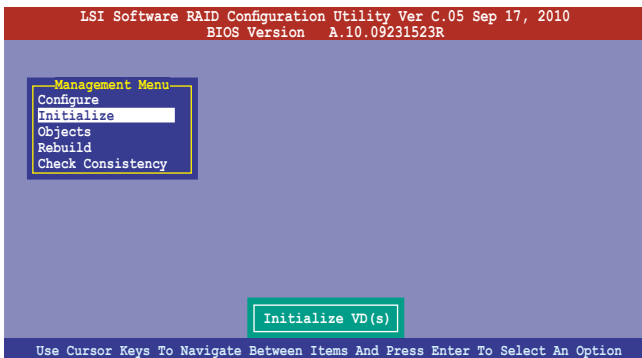 LSI Software RAID Configuration Utility Ver C.05 Sep 17, 2010
BIOS Version A.10.09231523R
Management Menu
Configure
Initialize
Objects
Rebuild
Check Consistency
Initialize VD(s)
Use Cursor Keys To Navigate Between Items And Press Enter To Select An Option